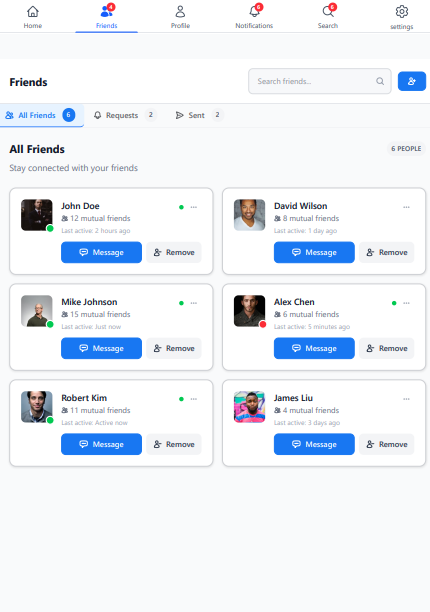 4
6
8
Home
Friends
Profile
Notifications
Search
settings
Friends
Search friends...
All Friends 6
Requests 2
Sent 2
All Friends
6 PEOPLE
Stay connected with your friends
John Doe
12 mutual friends
Last active: 2 hours ago
Message
Remove
David Wilson
8 mutual friends
Last active: 1 day ago
Message
Remove
Mike Johnson
15 mutual friends
Last active: Just now
Message
Remove
Alex Chen
6 mutual friends
Last active: 5 minutes ago
Message
Remove
Robert Kim
11 mutual friends
Last active: Active now
Message
Remove
James Liu
4 mutual friends
Last active: 3 days ago
Message
Remove